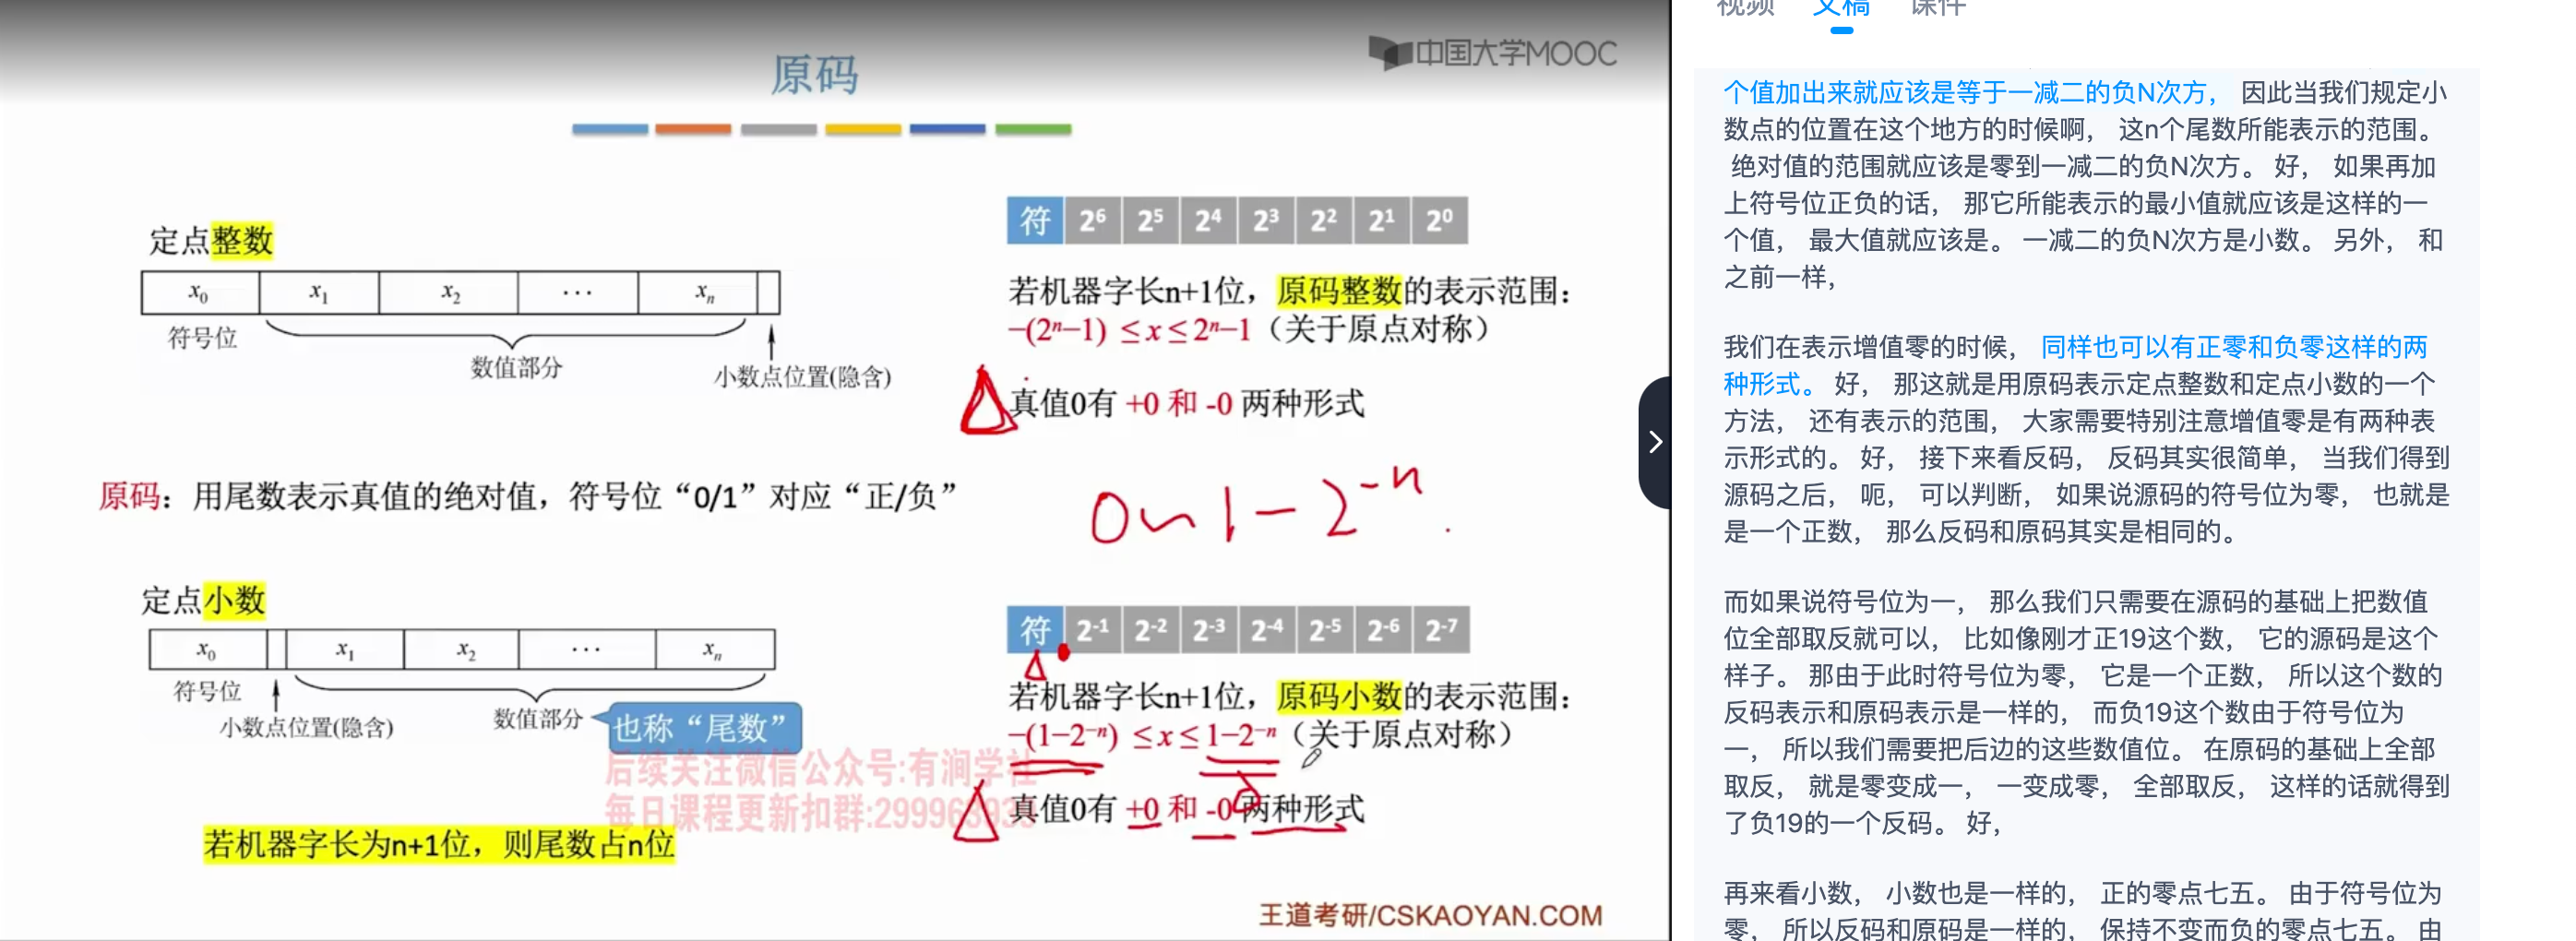 原码
中国大学MOOC
定点整数
x₀ x₁ x₂ ··· xₙ
符号位
数值部分
小数点位置(隐含)
符 2⁶ 2⁵ 2⁴ 2³ 2² 2¹ 2⁰
若机器字长n+1位，原码整数的表示范围：
−(2ⁿ−1) ≤ x ≤ 2ⁿ−1（关于原点对称）
真值0有 +0 和 -0 两种形式
原码：用尾数表示真值的绝对值，符号位“0/1”对应“正/负”
0~1−2⁻ⁿ
定点小数
x₀ x₁ x₂ ··· xₙ
符号位
小数点位置(隐含)
数值部分
也称“尾数”
符 2⁻¹ 2⁻² 2⁻³ 2⁻⁴ 2⁻⁵ 2⁻⁶ 2⁻⁷
若机器字长n+1位，原码小数的表示范围：
−(1−2⁻ⁿ) ≤ x ≤ 1−2⁻ⁿ（关于原点对称）
真值0有 +0 和 -0 两种形式
后续关注微信公众号:有涧学社
每日课程更新扣群:29996
若机器字长为n+1位，则尾数占n位
王道考研/CSKAOYAN.COM
视频 文稿 课件
个值加出来就应该是等于一减二的负N次方， 因此当我们规定小
数点的位置在这个地方的时候啊， 这n个尾数所能表示的范围。
绝对值的范围就应该是零到一减二的负N次方。 好， 如果再加
上符号位正负的话， 那它所能表示的最小值就应该是这样的一
个值， 最大值就应该是。 一减二的负N次方是小数。 另外， 和
之前一样，
我们在表示增值零的时候， 同样也可以有正零和负零这样的两
种形式。 好， 那这就是用原码表示定点整数和定点小数的一个
方法， 还有表示的范围， 大家需要特别注意增值零是有两种表
示形式的。 好， 接下来看反码， 反码其实很简单， 当我们得到
源码之后， 呃， 可以判断， 如果说源码的符号位为零， 也就是
是一个正数， 那么反码和原码其实是相同的。
而如果说符号位为一， 那么我们只需要在源码的基础上把数值
位全部取反就可以， 比如像刚才正19这个数， 它的源码是这个
样子。 那由于此时符号位为零， 它是一个正数， 所以这个数的
反码表示和原码表示是一样的， 而负19这个数由于符号位为
一， 所以我们需要把后边的这些数值位。 在原码的基础上全部
取反， 就是零变成一， 一变成零， 全部取反， 这样的话就得到
了负19的一个反码。 好，
再来看小数， 小数也是一样的， 正的零点七五。 由于符号位为
零， 所以反码和原码是一样的， 保持不变而负的零点七五。 由